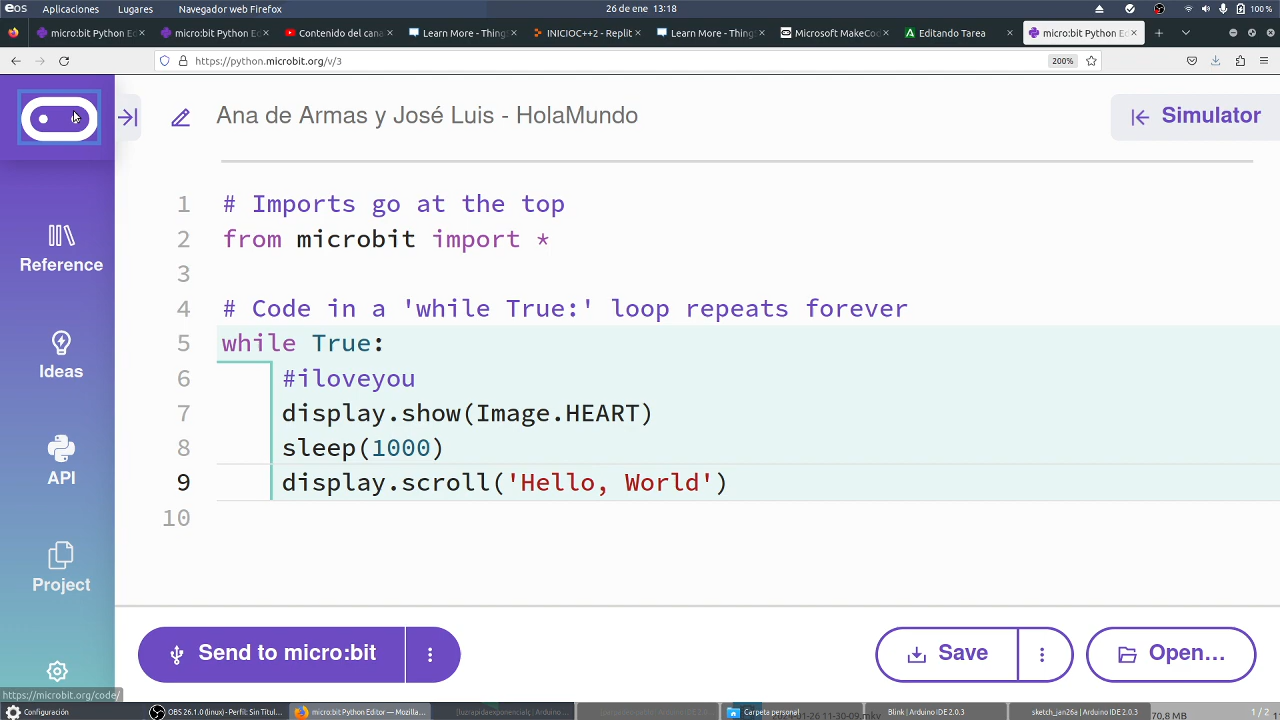 eos Aplicaciones Lugares Navegador web Firefox 26 de ene 13:18 100 %
micro:bit Python E micro:bit Python E Contenido del cana Learn More - Thing INICIOC++2 - Replit Learn More - Thing Microsoft MakeCod Editando Tarea micro:bit Python E
https://python.microbit.org/v/3 200%
Ana de Armas y José Luis - HolaMundo
Simulator
Reference
Ideas
API
Project
1 # Imports go at the top
2 from microbit import *
3
4 # Code in a 'while True:' loop repeats forever
5 while True:
6 #iloveyou
7 display.show(Image.HEART)
8 sleep(1000)
9 display.scroll('Hello, World')
10
Send to micro:bit
Save
Open...
https://microbit.org/code/
Configuración OBS 26.1.0 (linux) - Perfil: Sin Titul... micro:bit Python Editor — Mozilla... Carpeta personal 11-30-09.mkv Blink | Arduino IDE 2.0.3 sketch_jan26a | Arduino IDE 2.0.3 70,8 MB 1 / 2